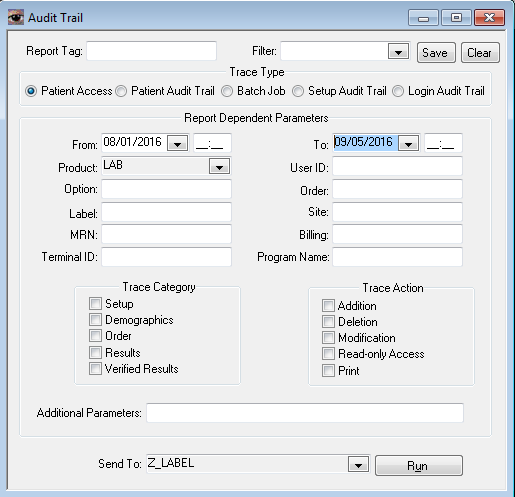 Audit Trail
Report Tag: Filter: Save Clear
Trace Type
Patient Access Patient Audit Trail Batch Job Setup Audit Trail Login Audit Trail
Report Dependent Parameters
From: 08/01/2016 __:__ To: 09/05/2016 __:__
Product: LAB User ID:
Option: Order:
Label: Site:
MRN: Billing:
Terminal ID: Program Name:
Trace Category Trace Action
Setup Addition
Demographics Deletion
Order Modification
Results Read-only Access
Verified Results Print
Additional Parameters:
Send To: Z_LABEL Run